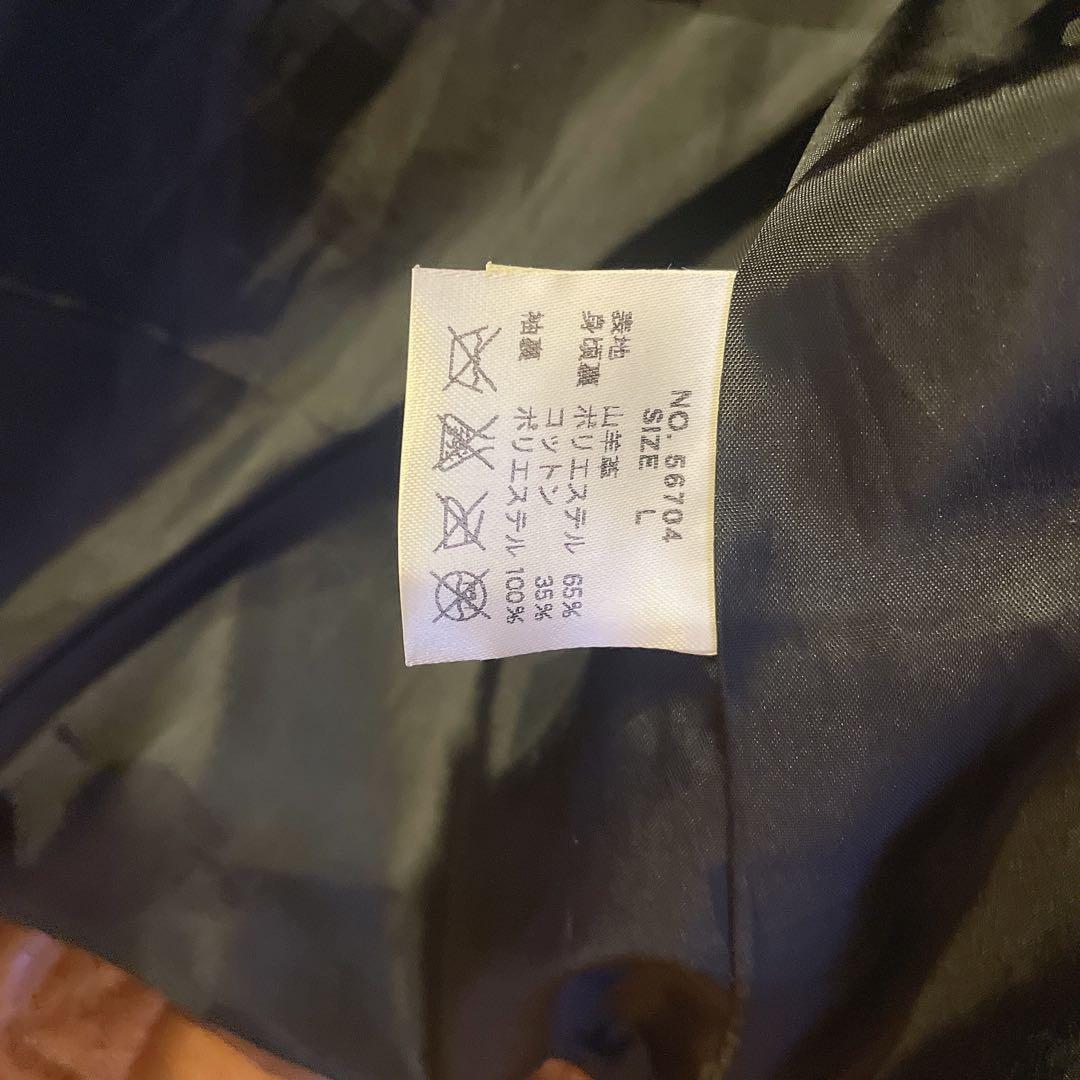 NO. 56704
SIZE L
表地 山羊革
身頃裏 ポリエステル 65%
コットン 35%
袖裏 ポリエステル 100%